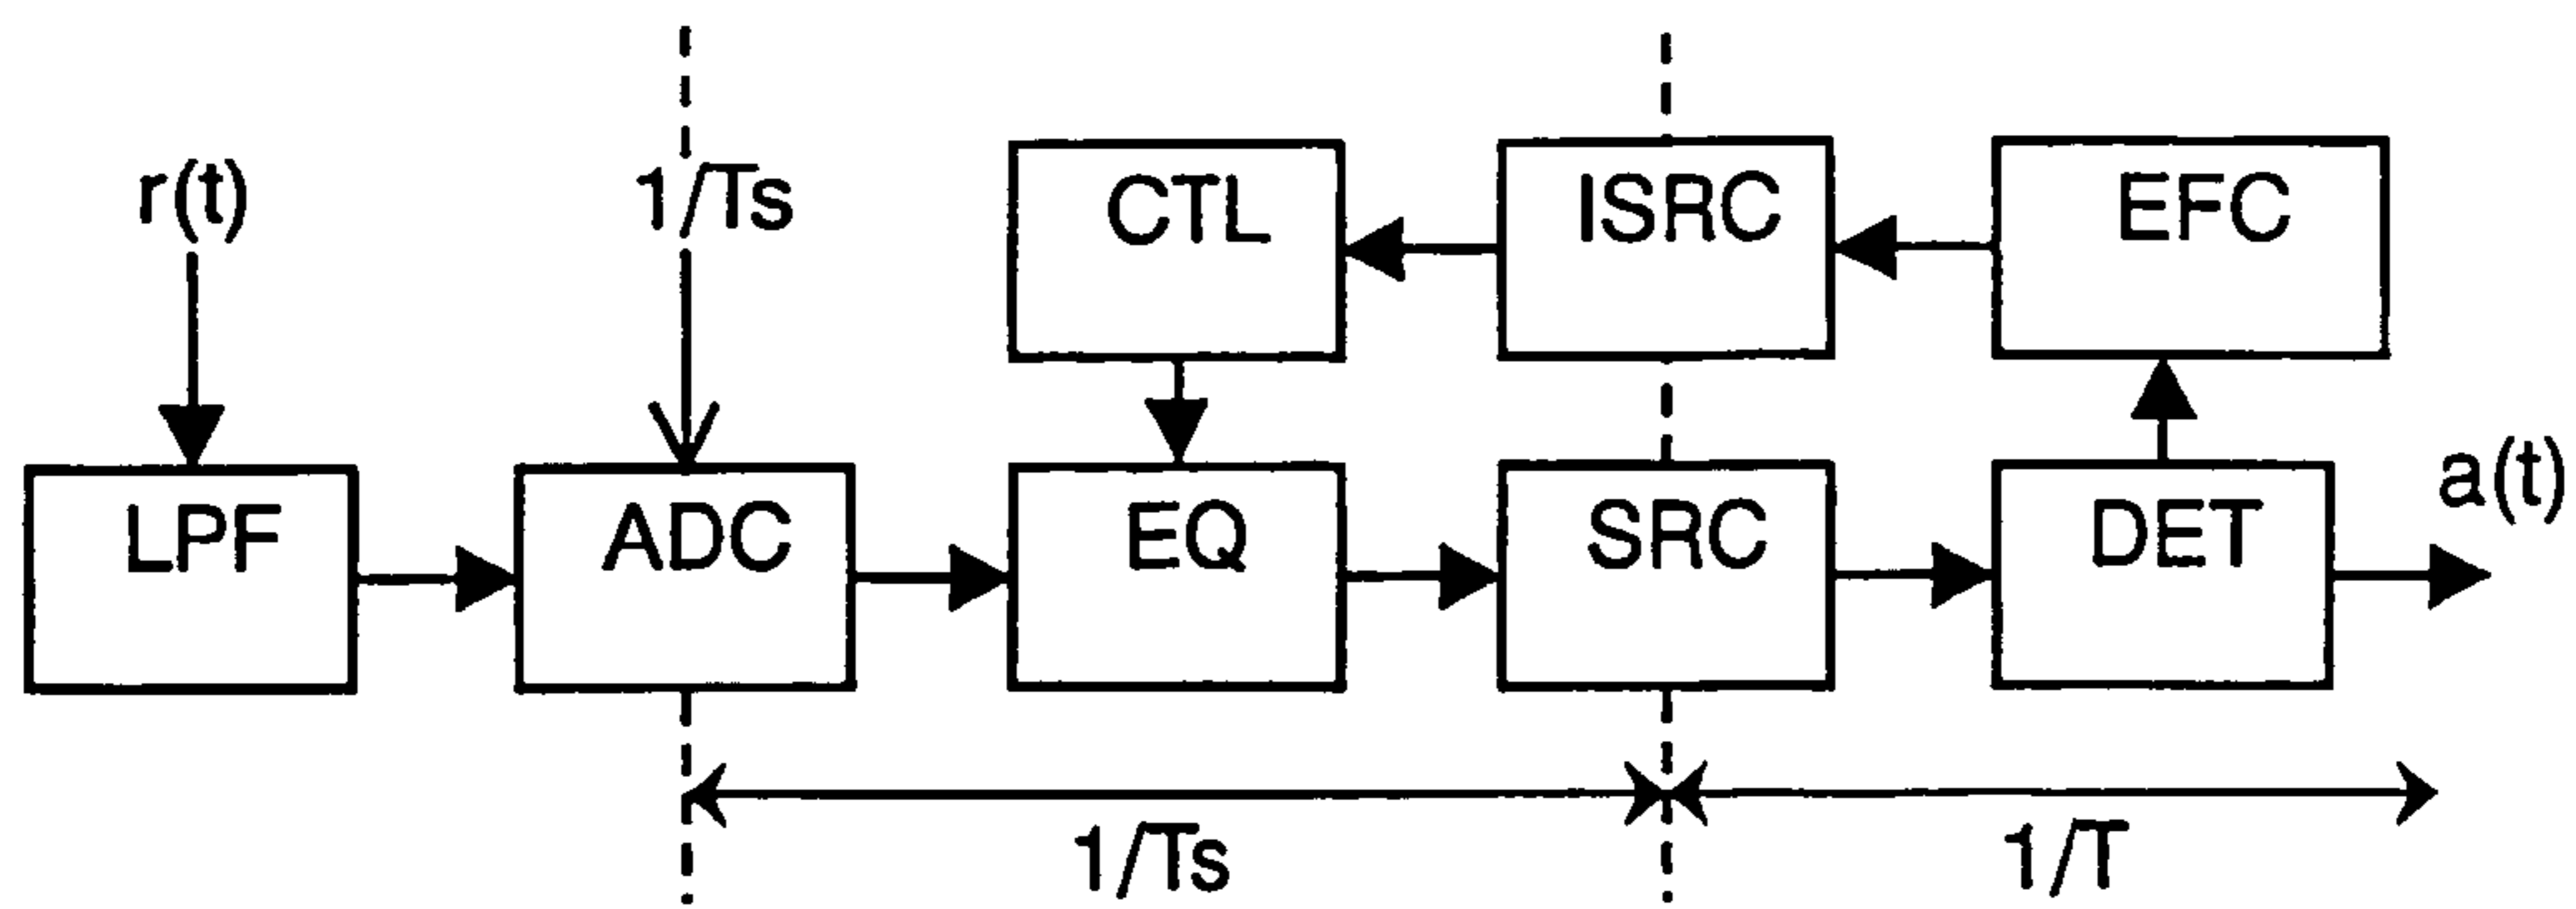 r(t)
1/Ts
CTL
ISRC
EFC
LPF
ADC
EQ
SRC
DET
a(t)
1/Ts
1/T